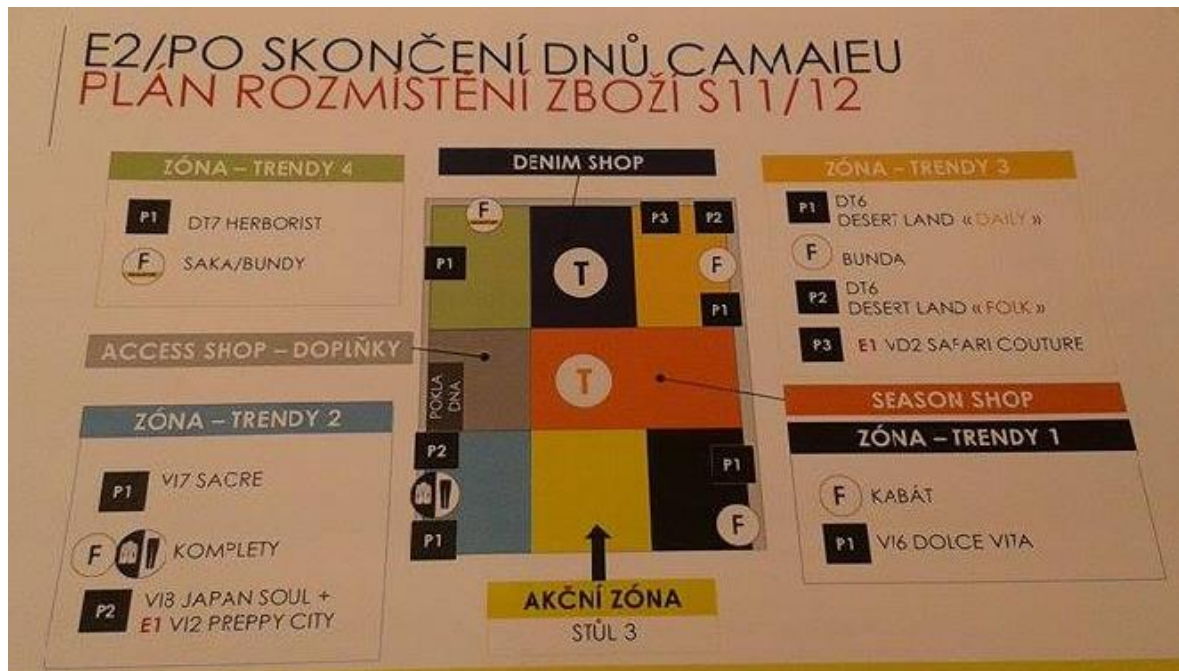 E2/PO SKONČENÍ DNŮ CAMAIEU
PLÁN ROZMÍSTĚNÍ ZBOŽÍ S11/12
ZÓNA – TRENDY 4
P1 DT7 HERBORIST
F SAKA/BUNDY
ACCESS SHOP – DOPLŇKY
ZÓNA – TRENDY 2
P1 VI7 SACRE
F KOMPLETY
P2 VI8 JAPAN SOUL +
E1 VI2 PREPPY CITY
DENIM SHOP
F
P3
P2
P1
T
F
P1
T
POKLA
DNA
P2
P1
P1
F
AKČNÍ ZÓNA
STŮL 3
ZÓNA – TRENDY 3
P1 DT6
DESERT LAND « DAILY »
F BUNDA
P2 DT6
DESERT LAND « FOLK »
P3 E1 VD2 SAFARI COUTURE
SEASON SHOP
ZÓNA – TRENDY 1
F KABÁT
P1 VI6 DOLCE VITA